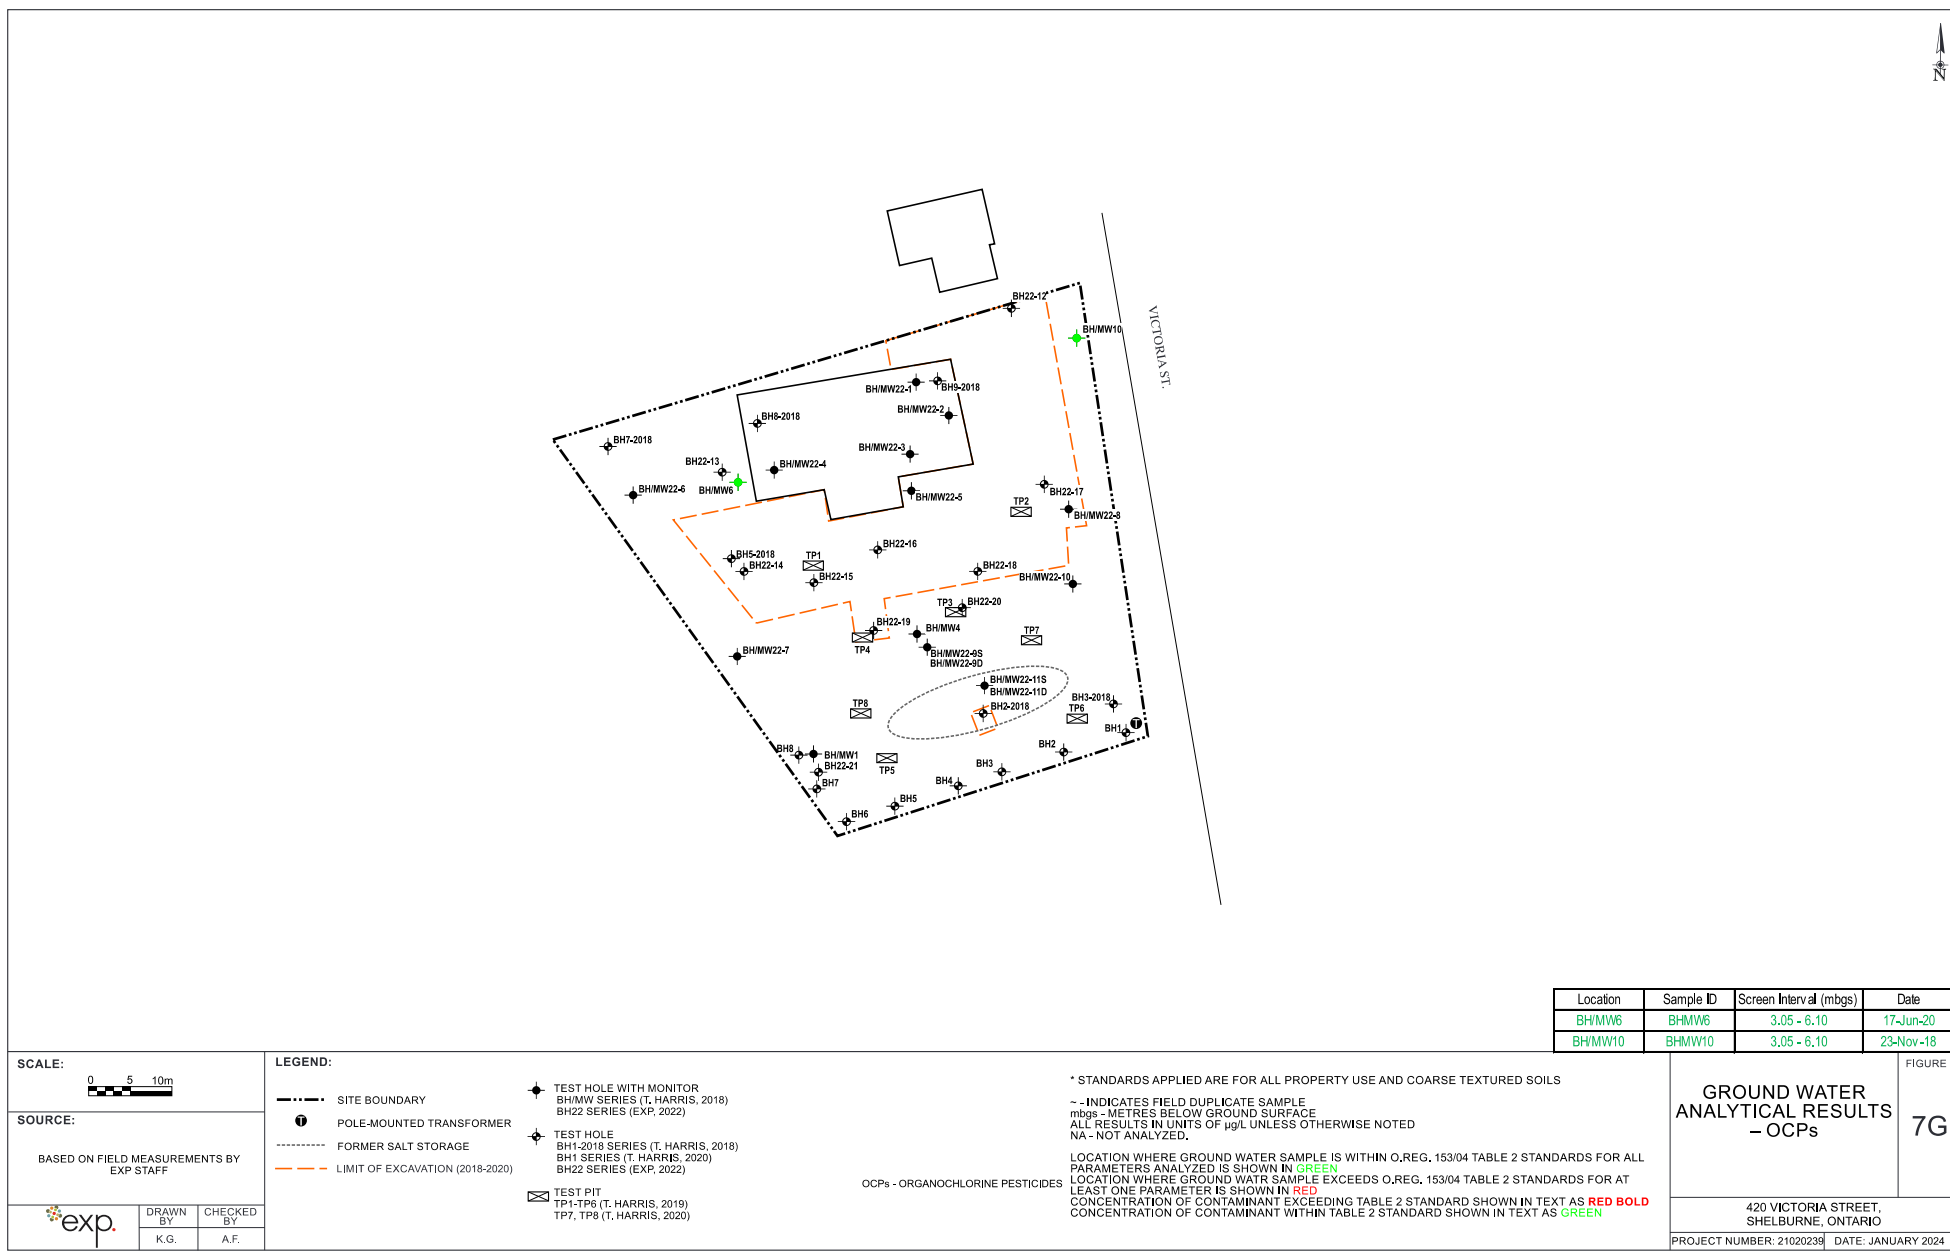 N
BH22-12
BH/MW10
VICTORIA ST.
BH/MW22-1
BH9-2018
BH/MW22-2
BH8-2018
BH7-2018
BH/MW22-3
BH22-13
BH/MW22-4
BH/MW6
BH/MW22-6
BH/MW22-5
BH22-17
TP2
BH/MW22-8
BH22-16
BH5-2018
TP1
BH22-14
BH22-15
BH22-18
BH/MW22-10
TP3
BH22-20
BH22-19
BH/MW4
TP7
TP4
BH/MW22-7
BH/MW22-9S
BH/MW22-9D
BH/MW22-11S
BH/MW22-11D
BH3-2018
TP8
BH2-2018
TP6
BH1
T
BH8
BH/MW1
BH2
BH22-21
TP5
BH3
BH7
BH4
BH5
BH6
Location Sample ID Screen Interval (mbgs) Date
BH/MW6 BHMW6 3.05 - 6.10 17-Jun-20
BH/MW10 BHMW10 3.05 - 6.10 23-Nov-18
SCALE:
0 5 10m
SOURCE:
BASED ON FIELD MEASUREMENTS BY
EXP STAFF
exp.
DRAWN
BY
CHECKED
BY
K.G.
A.F.
LEGEND:
SITE BOUNDARY
T POLE-MOUNTED TRANSFORMER
FORMER SALT STORAGE
LIMIT OF EXCAVATION (2018-2020)
TEST HOLE WITH MONITOR
BH/MW SERIES (T. HARRIS, 2018)
BH22 SERIES (EXP, 2022)
TEST HOLE
BH1-2018 SERIES (T. HARRIS, 2018)
BH1 SERIES (T. HARRIS, 2020)
BH22 SERIES (EXP, 2022)
TEST PIT
TP1-TP6 (T. HARRIS, 2019)
TP7, TP8 (T. HARRIS, 2020)
OCPs - ORGANOCHLORINE PESTICIDES
* STANDARDS APPLIED ARE FOR ALL PROPERTY USE AND COARSE TEXTURED SOILS
~ - INDICATES FIELD DUPLICATE SAMPLE
mbgs - METRES BELOW GROUND SURFACE
ALL RESULTS IN UNITS OF µg/L UNLESS OTHERWISE NOTED
NA - NOT ANALYZED.
LOCATION WHERE GROUND WATER SAMPLE IS WITHIN O.REG. 153/04 TABLE 2 STANDARDS FOR ALL
PARAMETERS ANALYZED IS SHOWN IN GREEN
LOCATION WHERE GROUND WATR SAMPLE EXCEEDS O.REG. 153/04 TABLE 2 STANDARDS FOR AT
LEAST ONE PARAMETER IS SHOWN IN RED
CONCENTRATION OF CONTAMINANT EXCEEDING TABLE 2 STANDARD SHOWN IN TEXT AS RED BOLD
CONCENTRATION OF CONTAMINANT WITHIN TABLE 2 STANDARD SHOWN IN TEXT AS GREEN
GROUND WATER
ANALYTICAL RESULTS
– OCPs
FIGURE
7G
420 VICTORIA STREET,
SHELBURNE, ONTARIO
PROJECT NUMBER: 21020239 DATE: JANUARY 2024